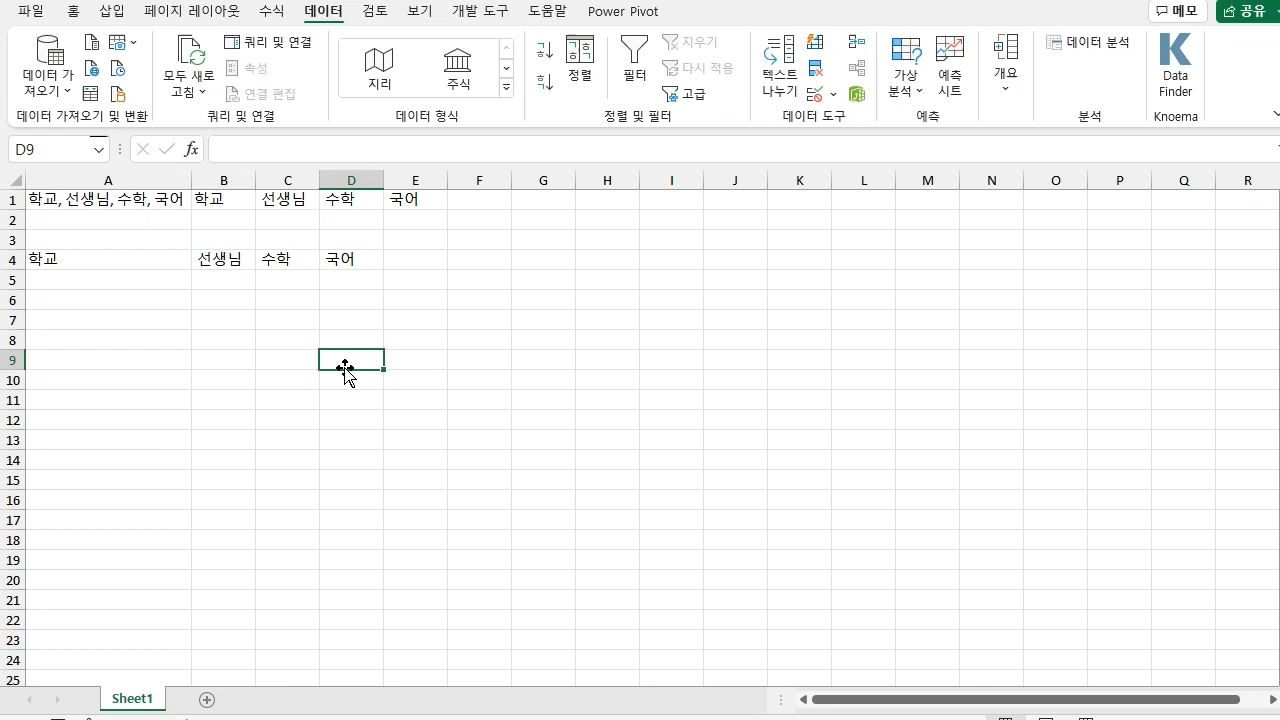 파일 홈 삽입 페이지 레이아웃 수식 데이터 검토 보기 개발 도구 도움말 Power Pivot 메모 공유
데이터 가져오기
모두 새로 고침
쿼리 및 연결
속성
연결 편집
지리
주식
정렬
필터
지우기
다시 적용
고급
텍스트 나누기
가상 분석
예측 시트
개요
데이터 분석
Data Finder
데이터 가져오기 및 변환 쿼리 및 연결 데이터 형식 정렬 및 필터 데이터 도구 예측 분석 Knoema
D9 fx
A B C D E F G H I J K L M N O P Q R
1 학교, 선생님, 수학, 국어 학교 선생님 수학 국어
2
3
4 학교 선생님 수학 국어
5
6
7
8
9
10
11
12
13
14
15
16
17
18
19
20
21
22
23
24
25
Sheet1